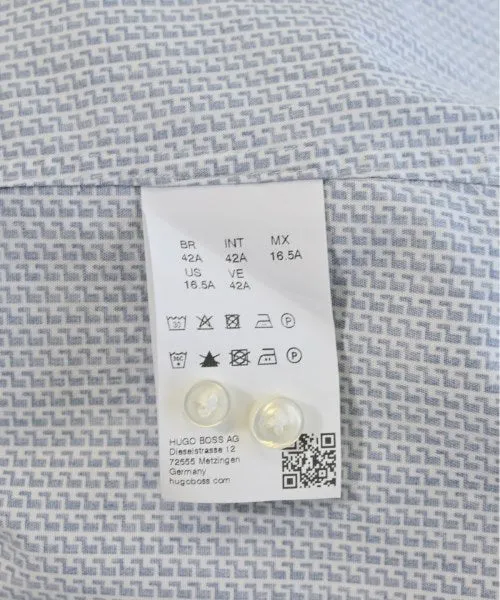 BR INT MX
42A 42A 16.5A
US VE
16.5A 42A
30 P
P
HUGO BOSS AG
Dieselstrasse 12
72555 Metzingen
Germany
hugoboss.com